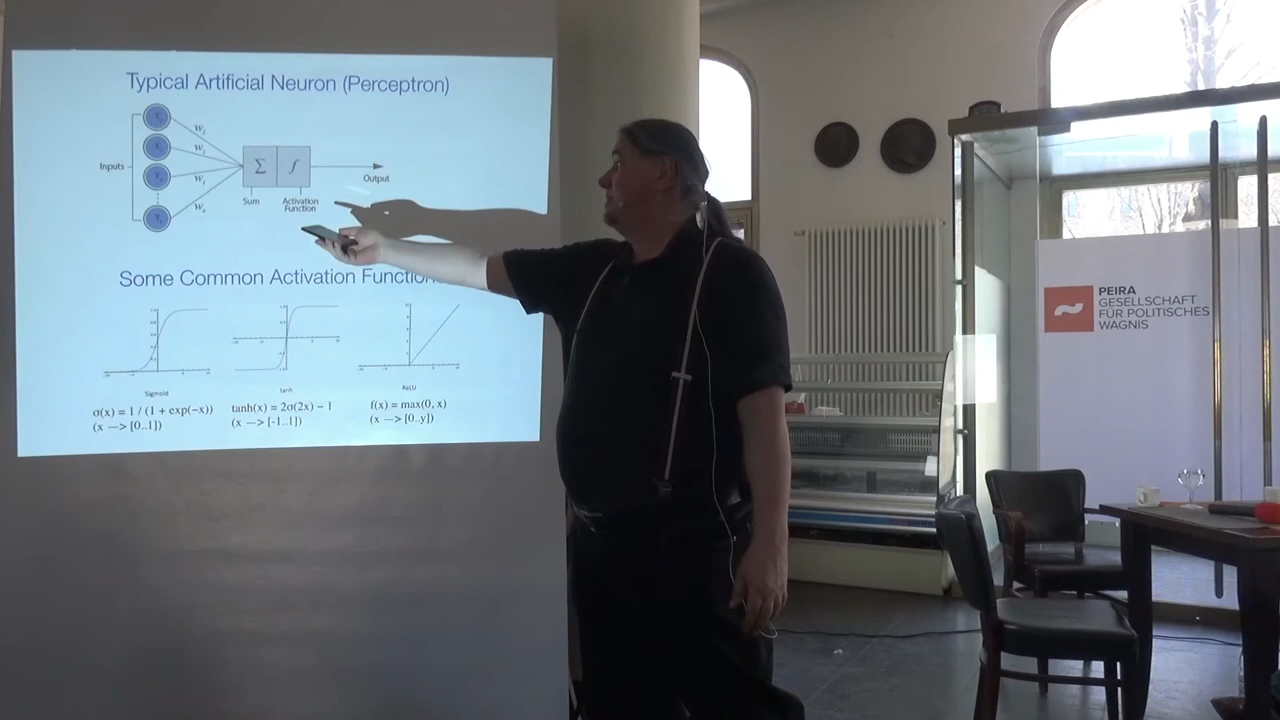 Typical Artificial Neuron (Perceptron)
Inputs
Σ
f
Output
Sum
Activation
Function
Some Common Activation Function
Sigmoid
tanh
ReLU
σ(x) = 1 / (1 + exp(−x))
(x —> [0..1])
tanh(x) = 2σ(2x) − 1
(x —> [-1..1])
f(x) = max(0, x)
(x —> [0..y])
PEIRA
GESELLSCHAFT
FÜR POLITISCHES
WAGNIS